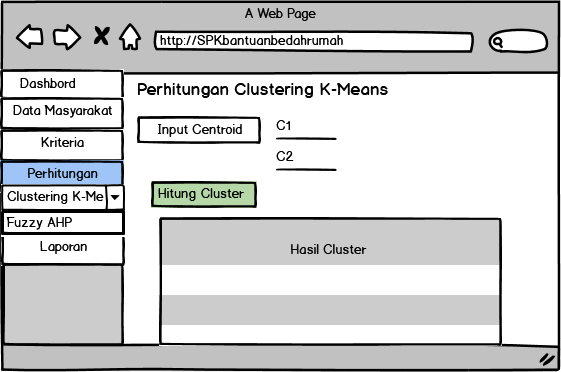 A Web Page
http://SPKbantuanbedahrumah
Dashbord
Data Masyarakat
Kriteria
Perhitungan
Clustering K-Me
Fuzzy AHP
Laporan
Perhitungan Clustering K-Means
Input Centroid
C1
C2
Hitung Cluster
Hasil Cluster